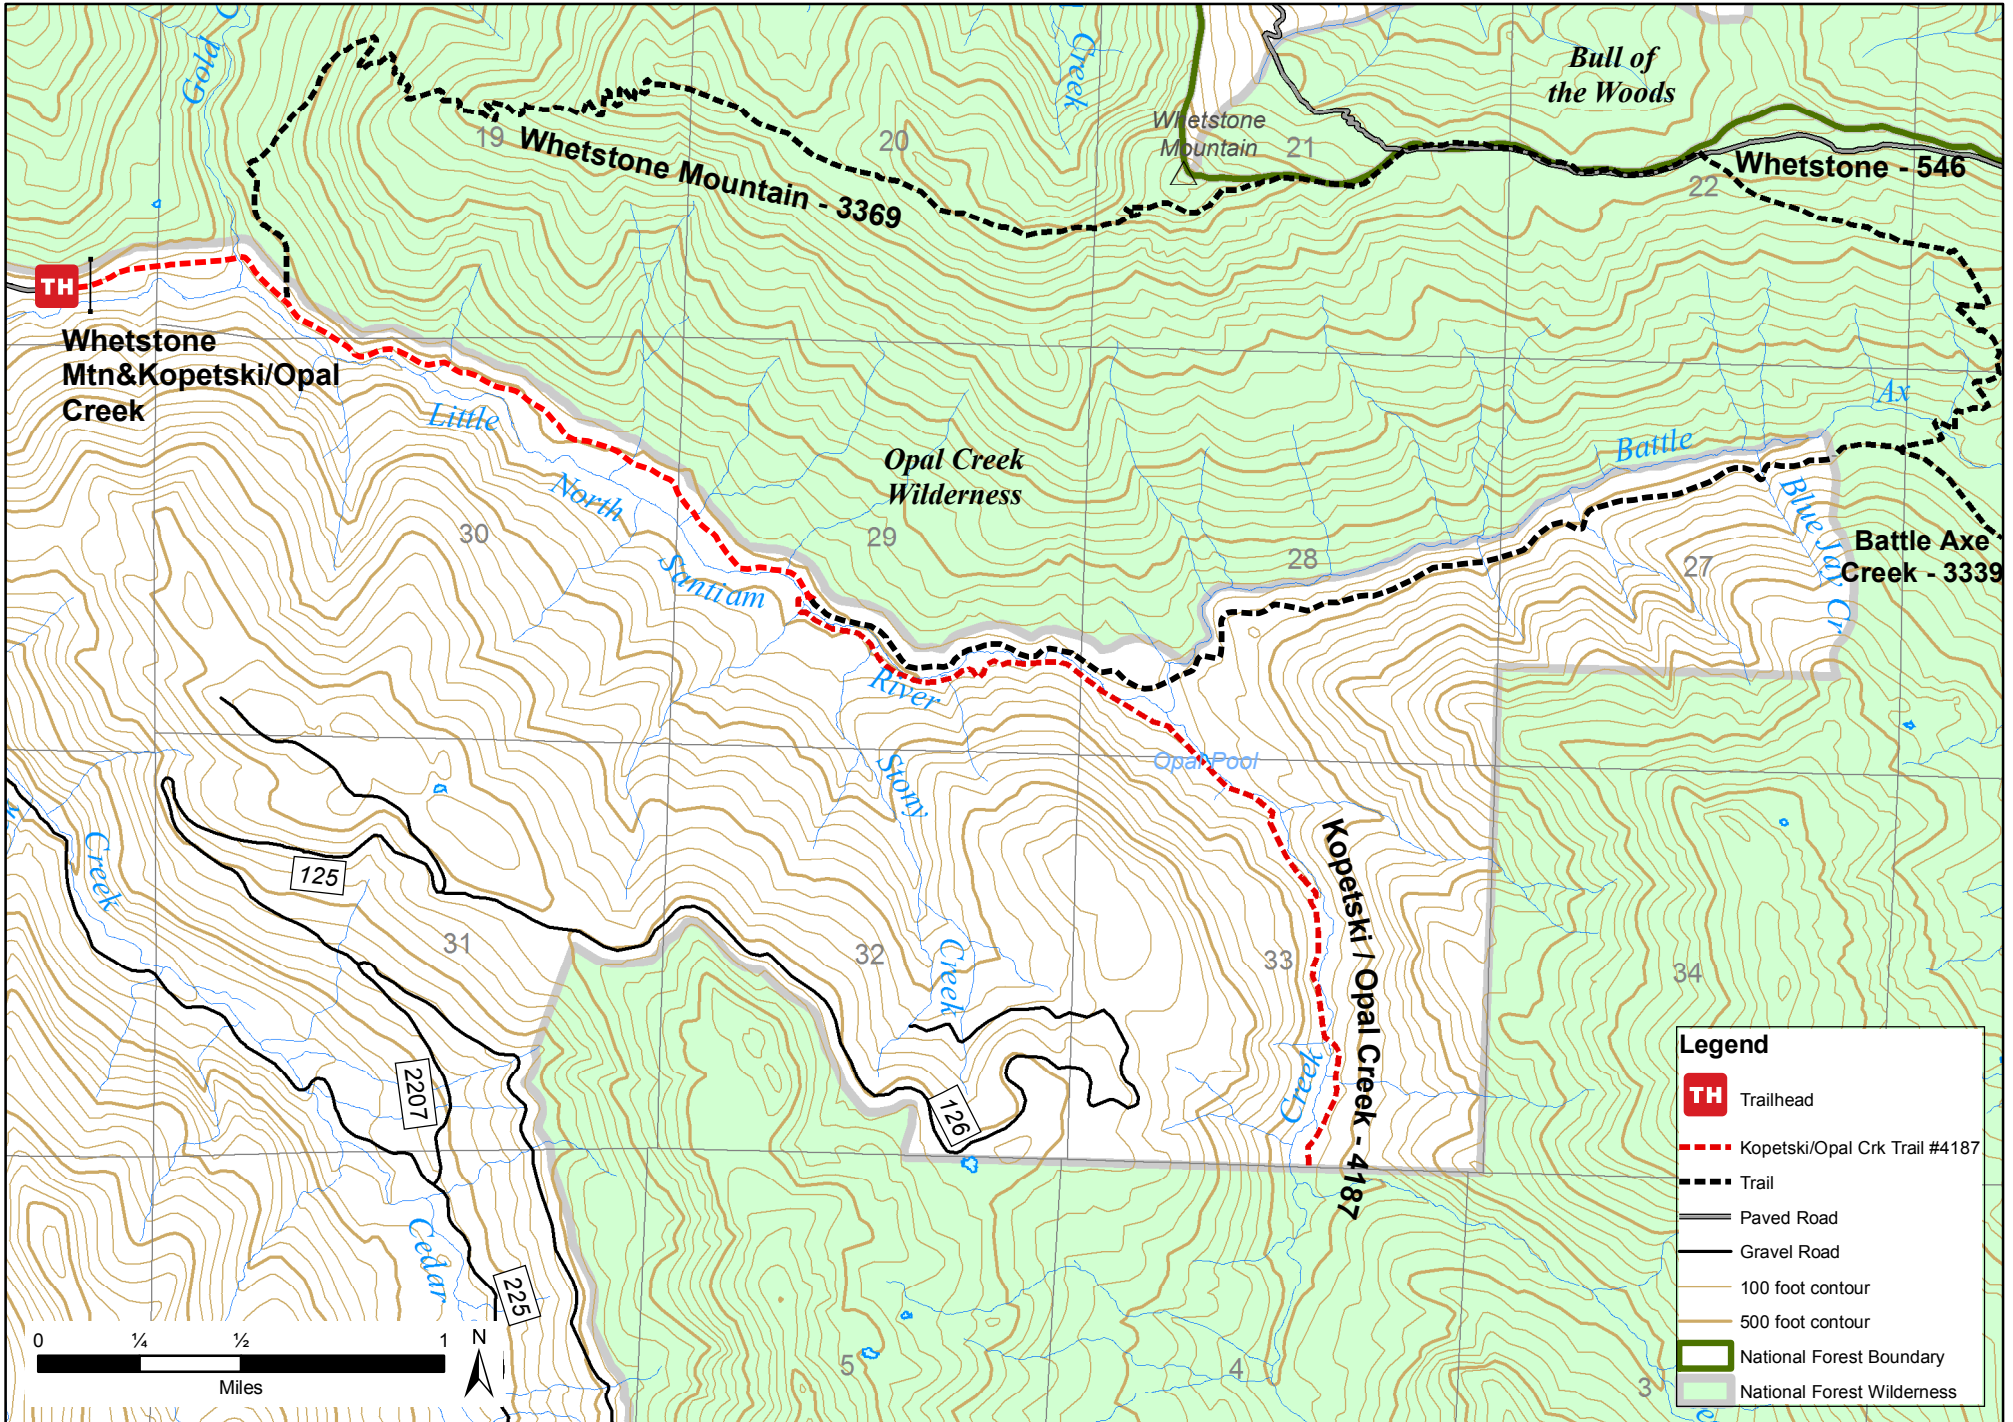 Gold
Creek
Bull of
the Woods
Whetstone
Mountain
19
20
21
22
Whetstone Mountain - 3369
Whetstone - 546
TH
Whetstone
Mtn&Kopetski/Opal
Creek
Little
North
Santiam
River
Opal Creek
Wilderness
Battle
Ax
Blue Jay Cr
Battle Axe
Creek - 3339
30
29
28
27
Opal Pool
Stony
Creek
Kopetski / Opal Creek - 4187
Creek
Creek
125
31
32
33
34
2207
126
225
Cedar
5
4
3
0
¼
½
1
Miles
N
Legend
TH Trailhead
Kopetski/Opal Crk Trail #4187
Trail
Paved Road
Gravel Road
100 foot contour
500 foot contour
National Forest Boundary
National Forest Wilderness